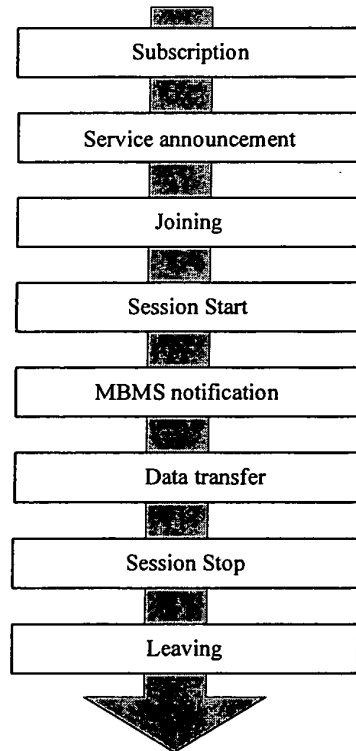 Subscription
Service announcement
Joining
Session Start
MBMS notification
Data transfer
Session Stop
Leaving